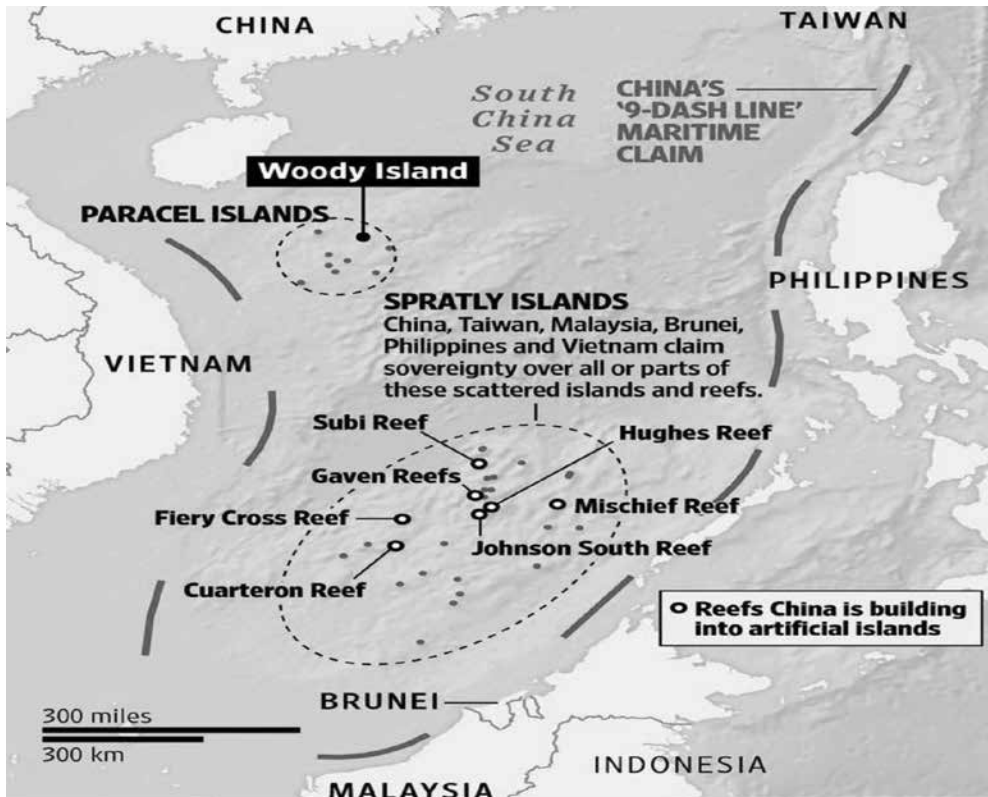 CHINA
TAIWAN
South
China
Sea
CHINA'S
'9-DASH LINE'
MARITIME
CLAIM
Woody Island
PARACEL ISLANDS
PHILIPPINES
SPRATLY ISLANDS
China, Taiwan, Malaysia, Brunei,
Philippines and Vietnam claim
sovereignty over all or parts of
these scattered islands and reefs.
VIETNAM
Subi Reef
Hughes Reef
Gaven Reefs
Mischief Reef
Fiery Cross Reef
Johnson South Reef
Cuarteron Reef
Reefs China is building
into artificial islands
BRUNEI
300 miles
300 km
INDONESIA
MALAYSIA